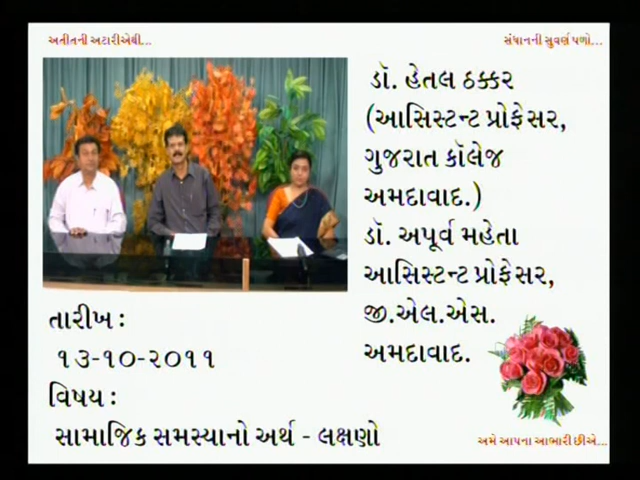 અતીતની અટારીએથી...
સંધાનની સુવર્ણ પળો...
ડૉ. હેતલ ઠક્કર
(આસિસ્ટન્ટ પ્રોફેસર,
ગુજરાત કૉલેજ
અમદાવાદ.)
ડૉ. અપૂર્વ મહેતા
આસિસ્ટન્ટ પ્રોફેસર,
જી.એલ.એસ.
અમદાવાદ.
તારીખ :
૧૩-૧૦-૨૦૧૧
વિષય :
સામાજિક સમસ્યાનો અર્થ - લક્ષણો
અમે આપના આભારી છીએ...